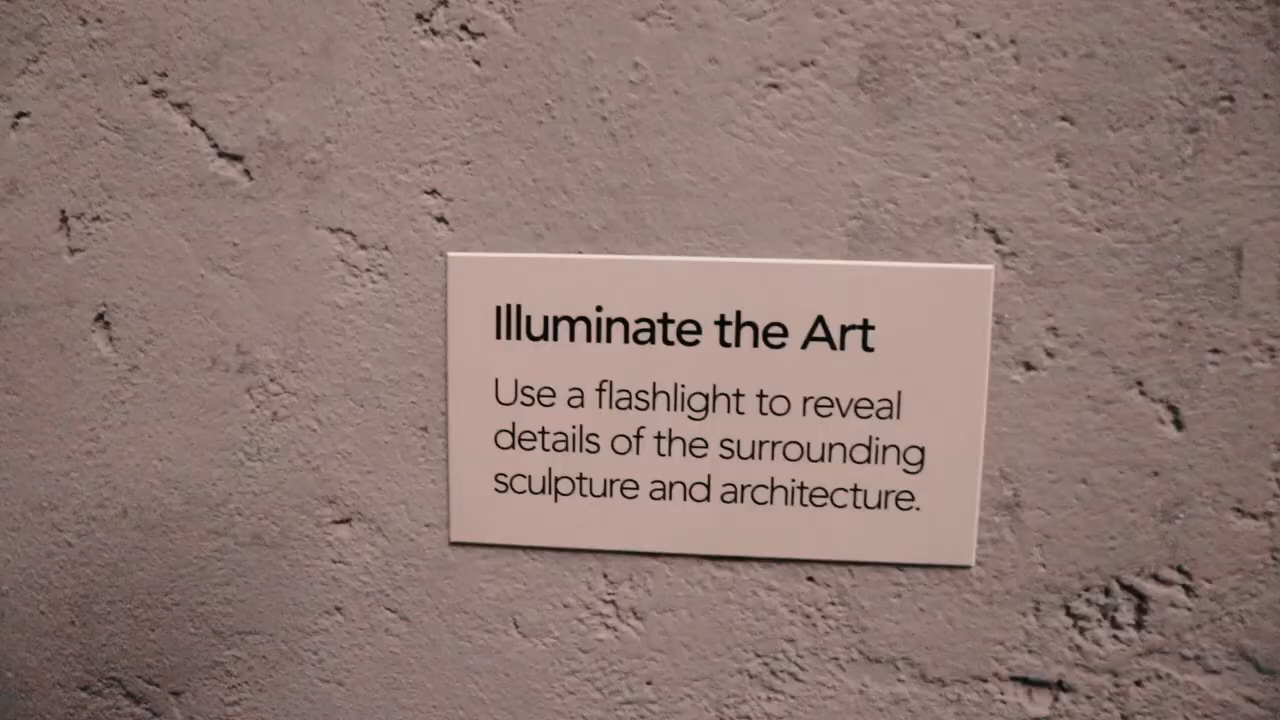 Illuminate the Art
Use a flashlight to reveal
details of the surrounding
sculpture and architecture.